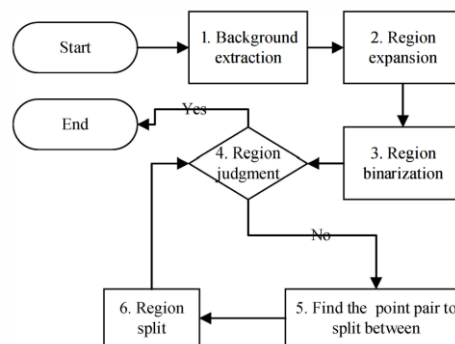 Start
1. Background
extraction
2. Region
expansion
End
Yes
4. Region
judgment
3. Region
binarization
No
6. Region
split
5. Find the point pair to
split between